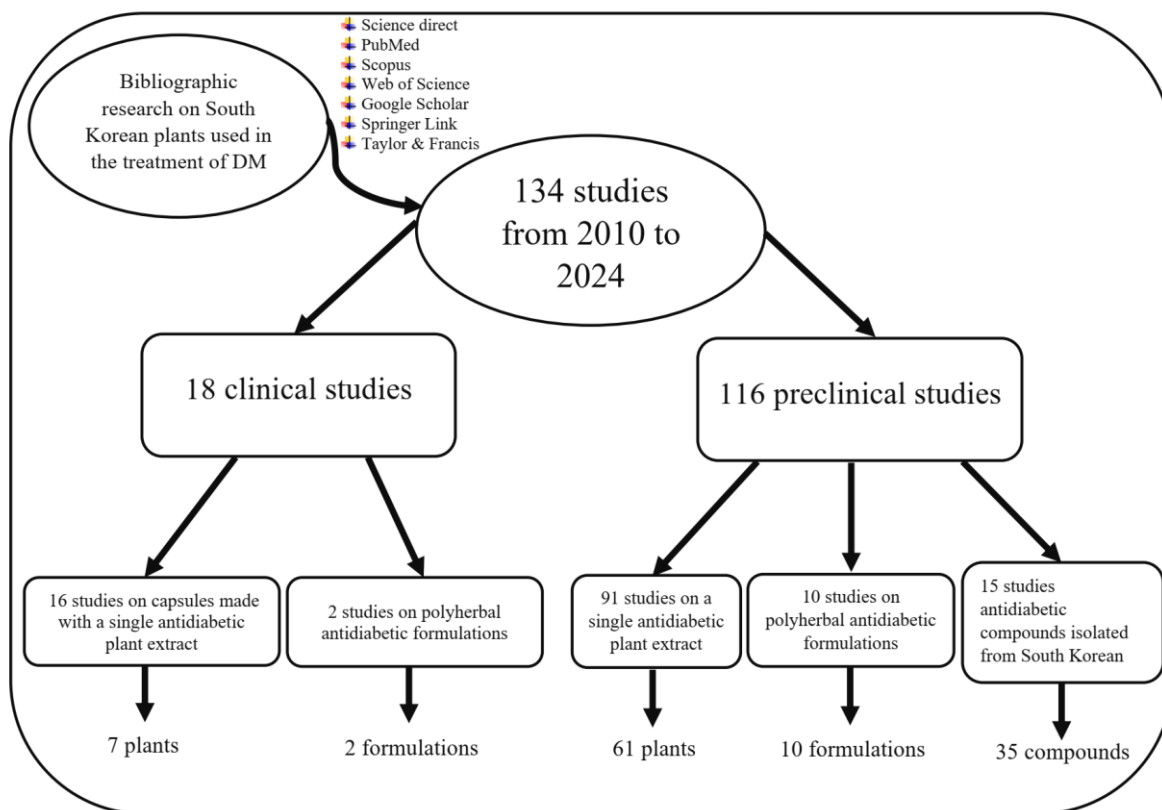 Bibliographic
research on South
Korean plants used in
the treatment of DM
Science direct
PubMed
Scopus
Web of Science
Google Scholar
Springer Link
Taylor & Francis
134 studies
from 2010 to
2024
18 clinical studies
116 preclinical studies
16 studies on capsules made
with a single antidiabetic
plant extract
2 studies on polyherbal
antidiabetic formulations
91 studies on a
single antidiabetic
plant extract
10 studies on
polyherbal antidiabetic
formulations
15 studies
antidiabetic
compounds isolated
from South Korean
7 plants
2 formulations
61 plants
10 formulations
35 compounds